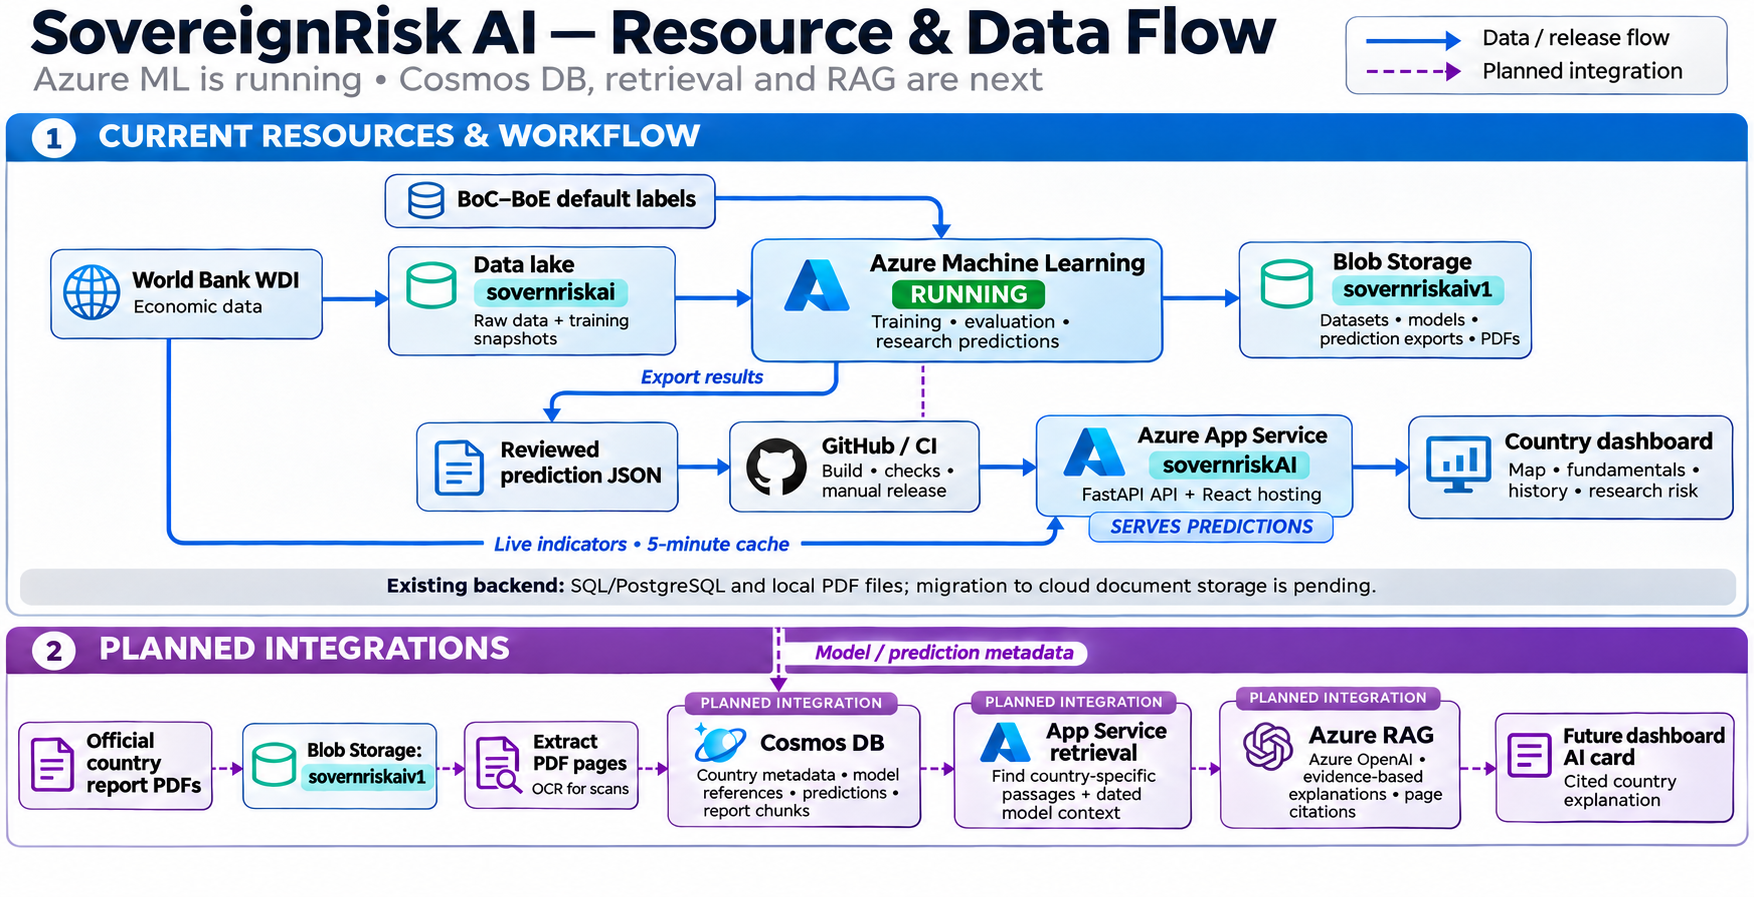 SovereignRisk AI — Resource & Data Flow
Azure ML is running • Cosmos DB, retrieval and RAG are next
Data / release flow
Planned integration
1 CURRENT RESOURCES & WORKFLOW
BoC–BoE default labels
World Bank WDI
Economic data
Data lake
sovernriskai
Raw data + training
snapshots
Azure Machine Learning
RUNNING
Training • evaluation •
research predictions
Blob Storage
sovernriskaiv1
Datasets • models •
prediction exports • PDFs
Export results
Reviewed
prediction JSON
GitHub / CI
Build • checks •
manual release
Azure App Service
sovernriskAI
FastAPI API + React hosting
SERVES PREDICTIONS
Country dashboard
Map • fundamentals •
history • research risk
Live indicators • 5-minute cache
Existing backend: SQL/PostgreSQL and local PDF files; migration to cloud document storage is pending.
2 PLANNED INTEGRATIONS
Model / prediction metadata
Official
country
report PDFs
Blob Storage:
sovernriskaiv1
Extract
PDF pages
OCR for scans
PLANNED INTEGRATION
Cosmos DB
Country metadata • model
references • predictions •
report chunks
PLANNED INTEGRATION
App Service
retrieval
Find country-specific
passages + dated
model context
PLANNED INTEGRATION
Azure RAG
Azure OpenAI •
evidence-based
explanations • page
citations
Future dashboard
AI card
Cited country
explanation